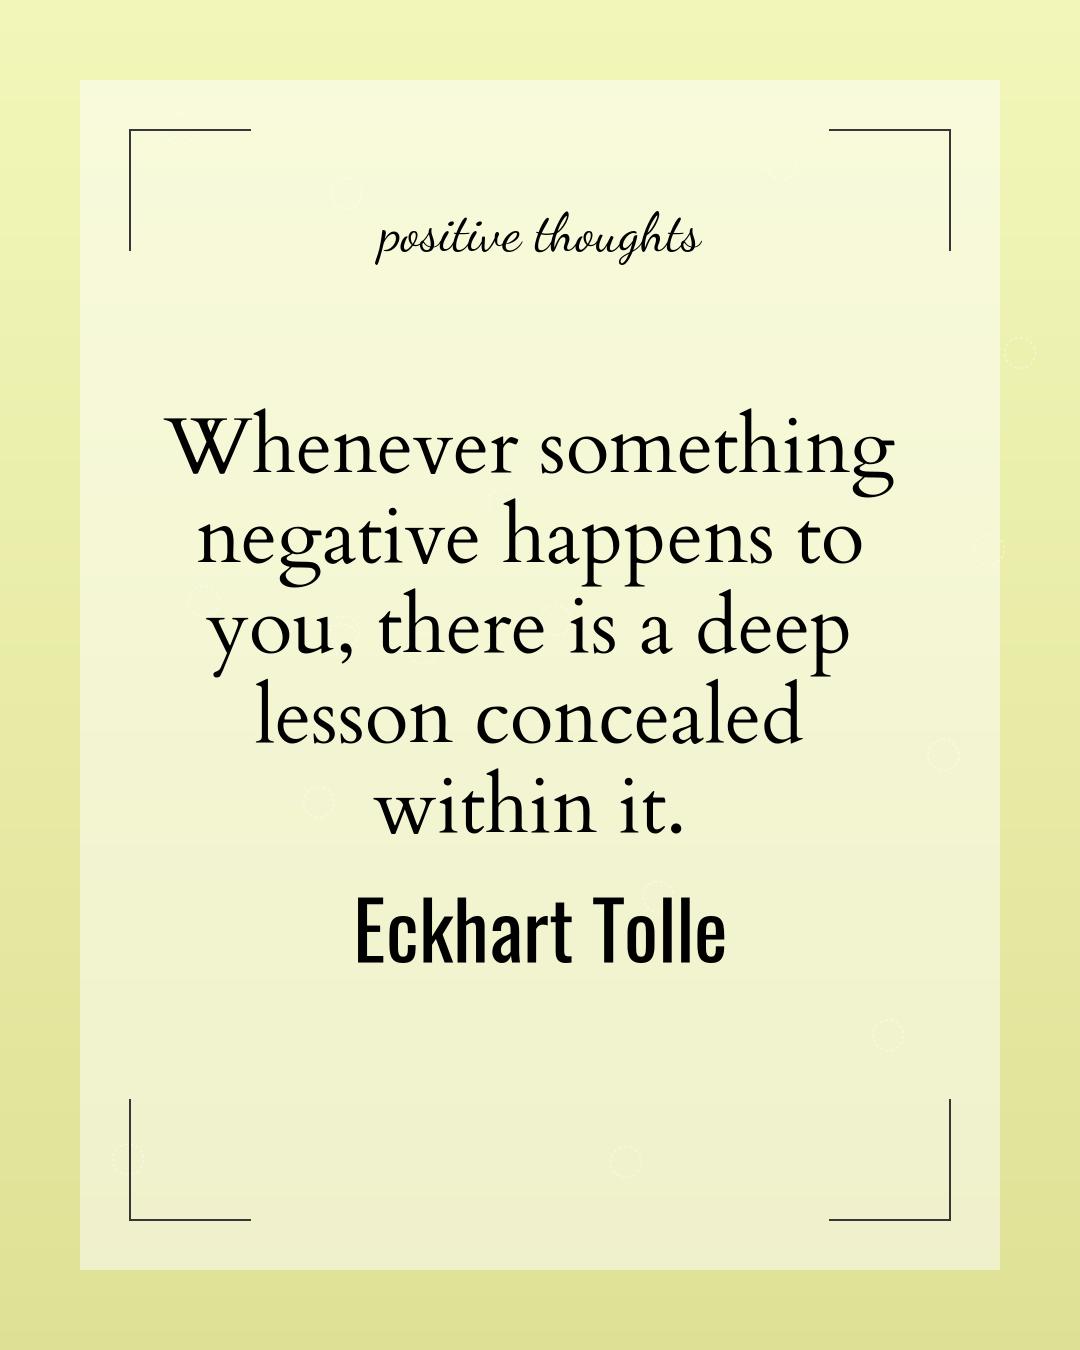 positive thoughts
Whenever something
negative happens to
you, there is a deep
lesson concealed
within it.
Eckhart Tolle